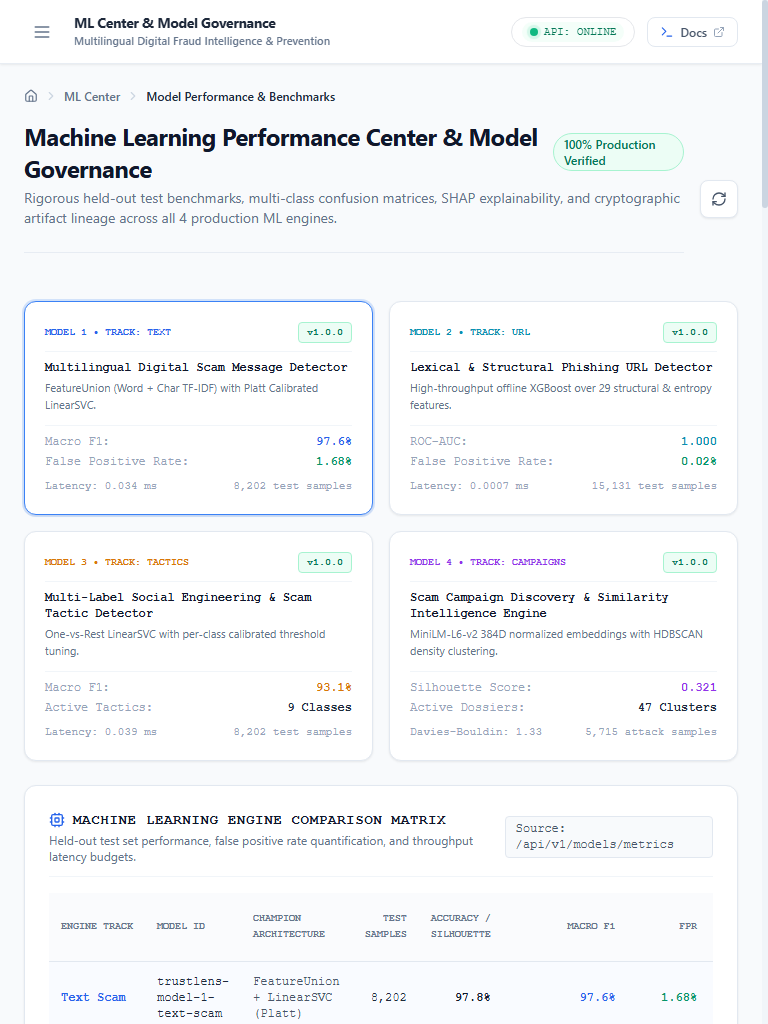 ML Center & Model Governance
Multilingual Digital Fraud Intelligence & Prevention
API: ONLINE
Docs
ML Center
Model Performance & Benchmarks
Machine Learning Performance Center & Model
Governance
100% Production
Verified
Rigorous held-out test benchmarks, multi-class confusion matrices, SHAP explainability, and cryptographic
artifact lineage across all 4 production ML engines.
MODEL 1 • TRACK: TEXT
v1.0.0
Multilingual Digital Scam Message Detector
FeatureUnion (Word + Char TF-IDF) with Platt Calibrated
LinearSVC.
Macro F1: 97.6%
False Positive Rate: 1.68%
Latency: 0.034 ms 8,202 test samples
MODEL 2 • TRACK: URL
v1.0.0
Lexical & Structural Phishing URL Detector
High-throughput offline XGBoost over 29 structural & entropy
features.
ROC-AUC: 1.000
False Positive Rate: 0.02%
Latency: 0.0007 ms 15,131 test samples
MODEL 3 • TRACK: TACTICS
v1.0.0
Multi-Label Social Engineering & Scam
Tactic Detector
One-vs-Rest LinearSVC with per-class calibrated threshold
tuning.
Macro F1: 93.1%
Active Tactics: 9 Classes
Latency: 0.039 ms 8,202 test samples
MODEL 4 • TRACK: CAMPAIGNS
v1.0.0
Scam Campaign Discovery & Similarity
Intelligence Engine
MiniLM-L6-v2 384D normalized embeddings with HDBSCAN
density clustering.
Silhouette Score: 0.321
Active Dossiers: 47 Clusters
Davies-Bouldin: 1.33 5,715 attack samples
MACHINE LEARNING ENGINE COMPARISON MATRIX
Held-out test set performance, false positive rate quantification, and throughput
latency budgets.
Source:
/api/v1/models/metrics
ENGINE TRACK
MODEL ID
CHAMPION
ARCHITECTURE
TEST
SAMPLES
ACCURACY /
SILHOUETTE
MACRO F1
FPR
Text Scam
trustlens-
model-1-
text-scam
FeatureUnion
+ LinearSVC
(Platt)
8,202
97.8%
97.6%
1.68%